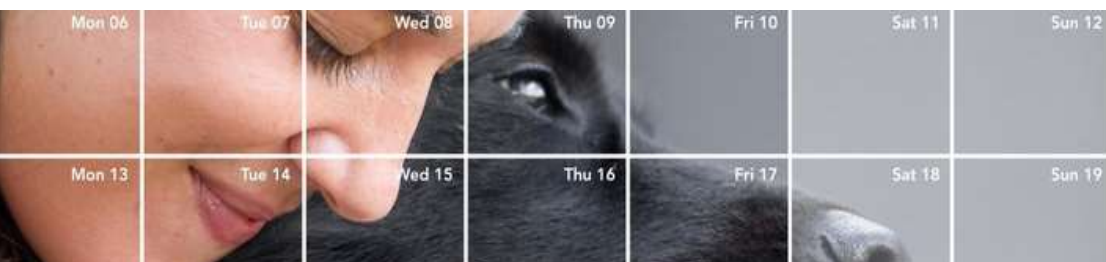 Mon 06 Tue 07 Wed 08 Thu 09 Fri 10 Sat 11 Sun 12
Mon 13 Tue 14 Wed 15 Thu 16 Fri 17 Sat 18 Sun 19